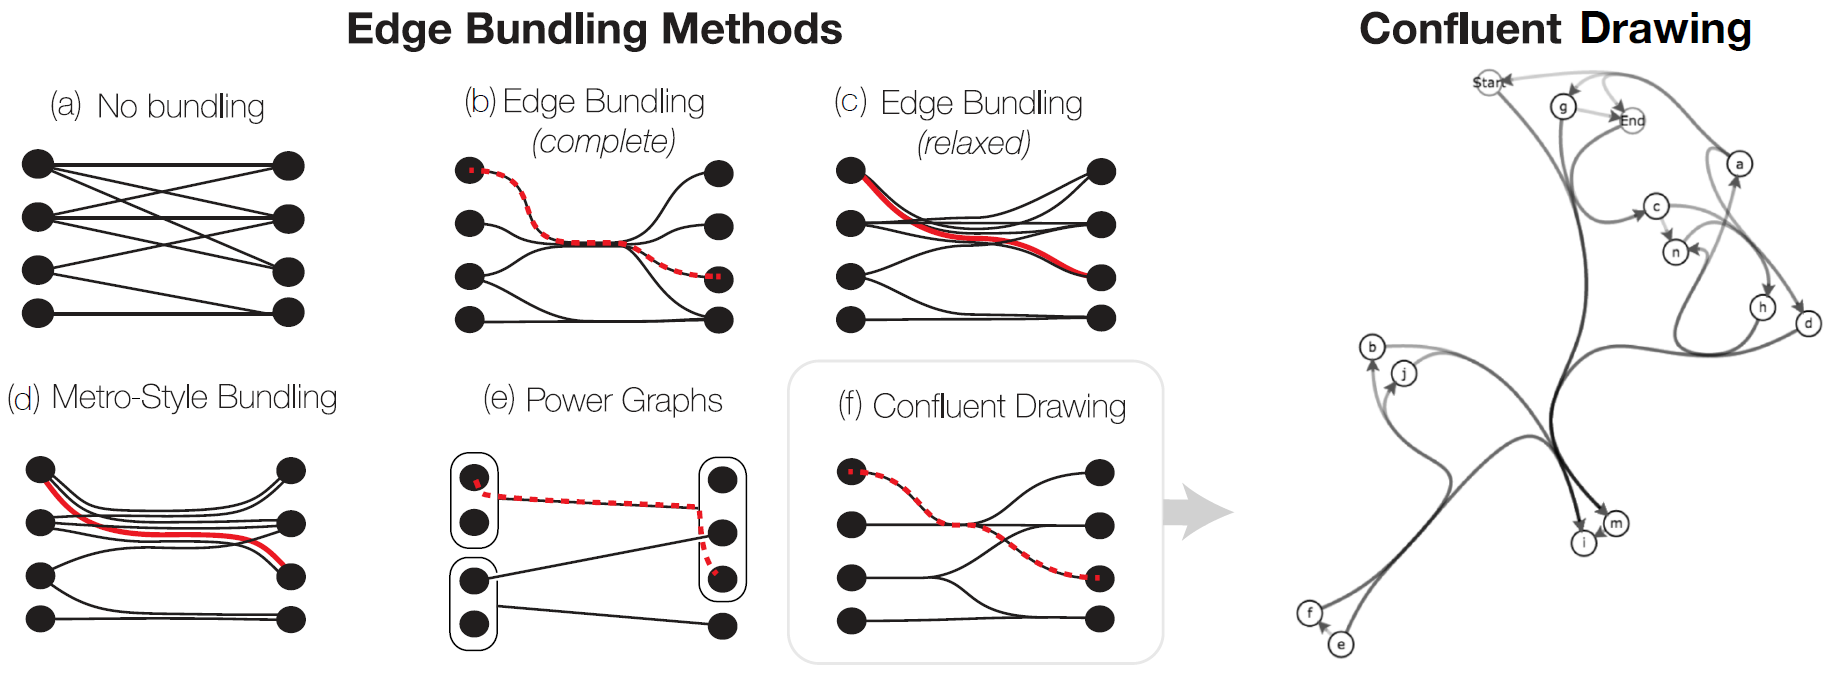 Edge Bundling Methods
Confluent Drawing
(a) No bundling
(b) Edge Bundling
(complete)
(c) Edge Bundling
(relaxed)
(d) Metro-Style Bundling
(e) Power Graphs
(f) Confluent Drawing
Start
g
End
a
c
n
h
d
b
j
m
i
f
e